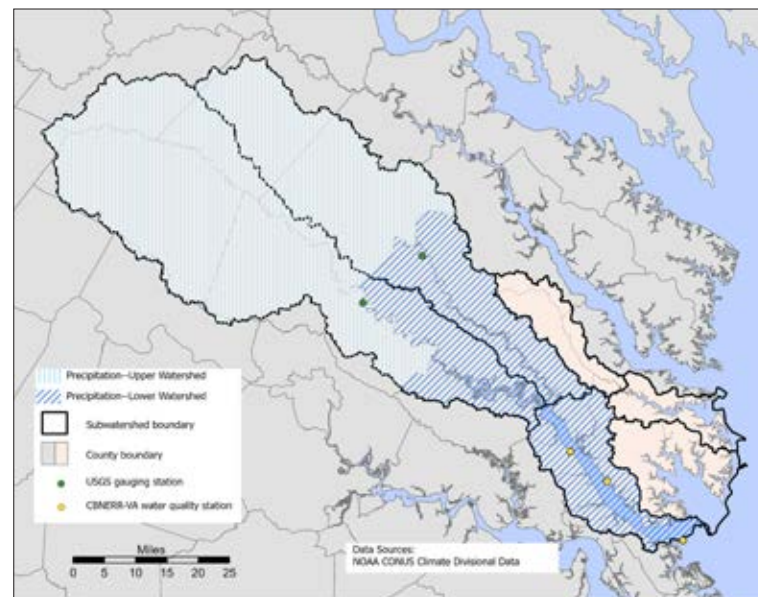 Precipitation--Upper Watershed
Precipitation--Lower Watershed
Subwatershed boundary
County boundary
USGS gauging station
CBNERR-VA water quality station
Miles
0 5 10 15 20 25
Data Sources:
NOAA CONUS Climate Divisional Data